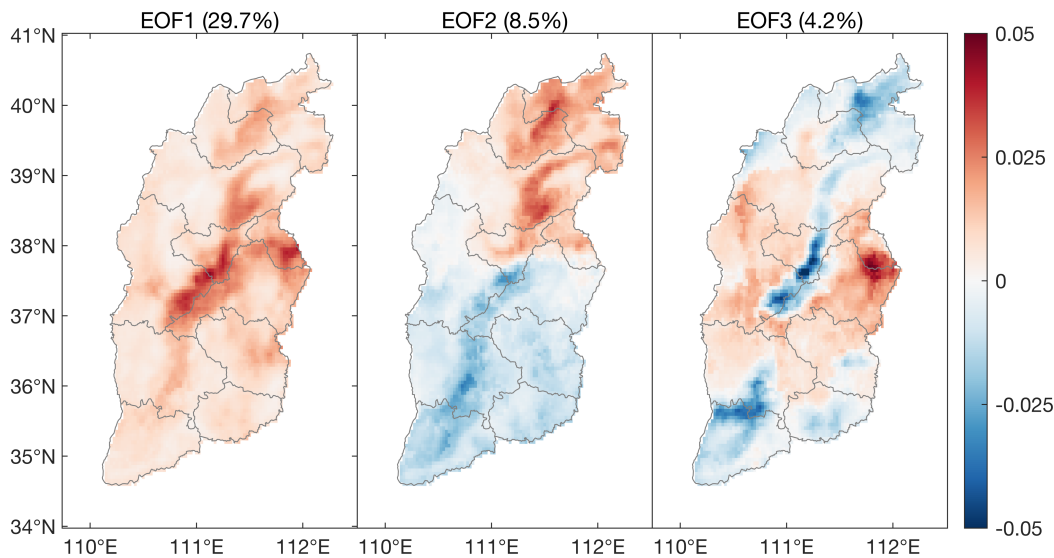 EOF1 (29.7%) EOF2 (8.5%) EOF3 (4.2%)
41°N 0.05
40°N
39°N 0.025
38°N
0
37°N
36°N
-0.025
35°N
34°N -0.05
110°E 111°E 112°E 110°E 111°E 112°E 110°E 111°E 112°E